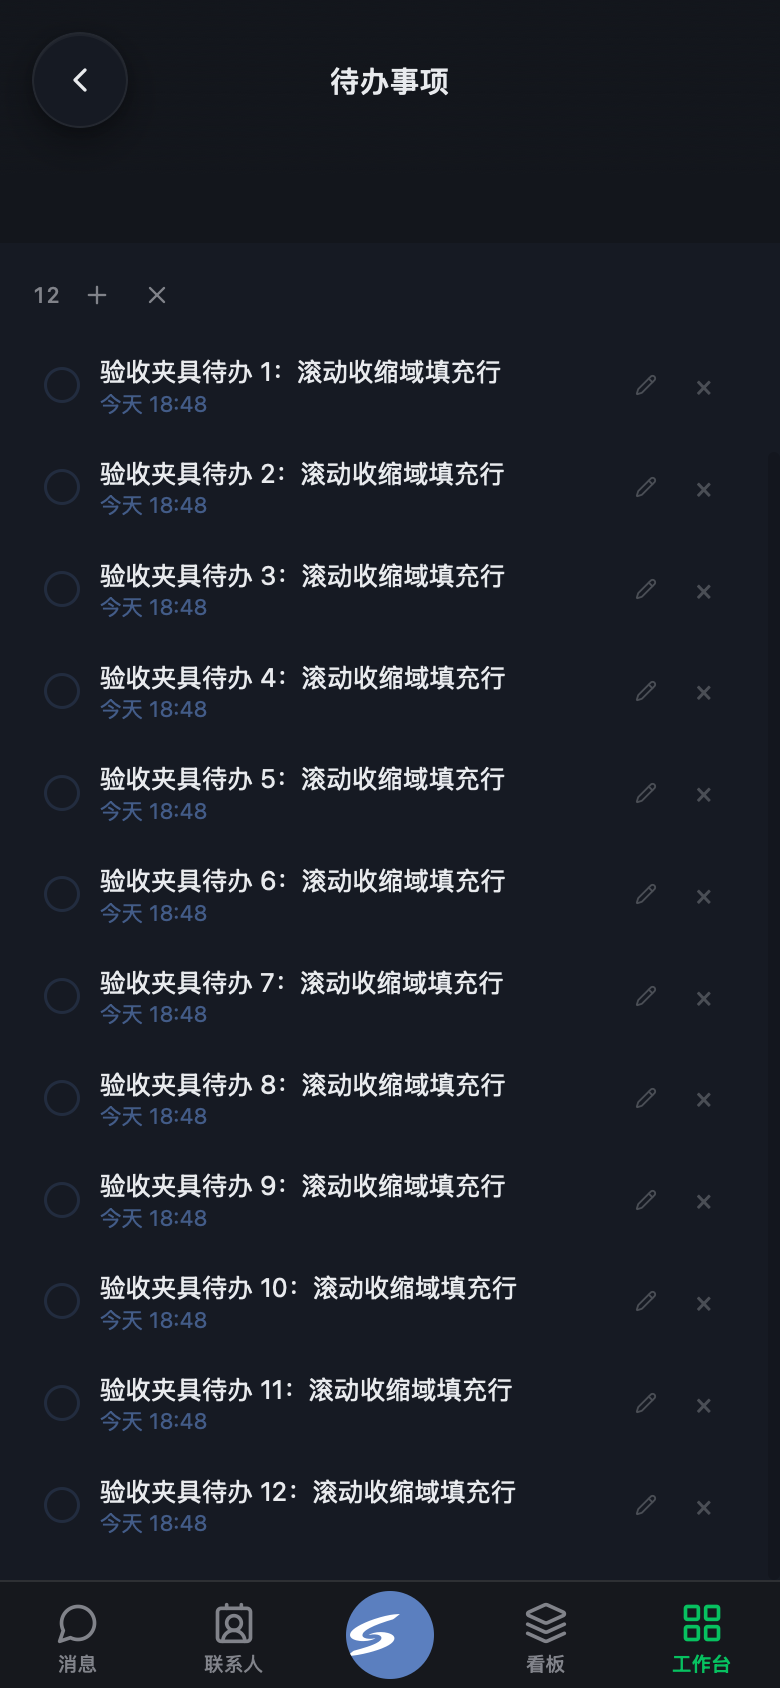 待办事项
12
验收夹具待办 1：滚动收缩域填充行
今天 18:48
验收夹具待办 2：滚动收缩域填充行
今天 18:48
验收夹具待办 3：滚动收缩域填充行
今天 18:48
验收夹具待办 4：滚动收缩域填充行
今天 18:48
验收夹具待办 5：滚动收缩域填充行
今天 18:48
验收夹具待办 6：滚动收缩域填充行
今天 18:48
验收夹具待办 7：滚动收缩域填充行
今天 18:48
验收夹具待办 8：滚动收缩域填充行
今天 18:48
验收夹具待办 9：滚动收缩域填充行
今天 18:48
验收夹具待办 10：滚动收缩域填充行
今天 18:48
验收夹具待办 11：滚动收缩域填充行
今天 18:48
验收夹具待办 12：滚动收缩域填充行
今天 18:48
消息
联系人
看板
工作台